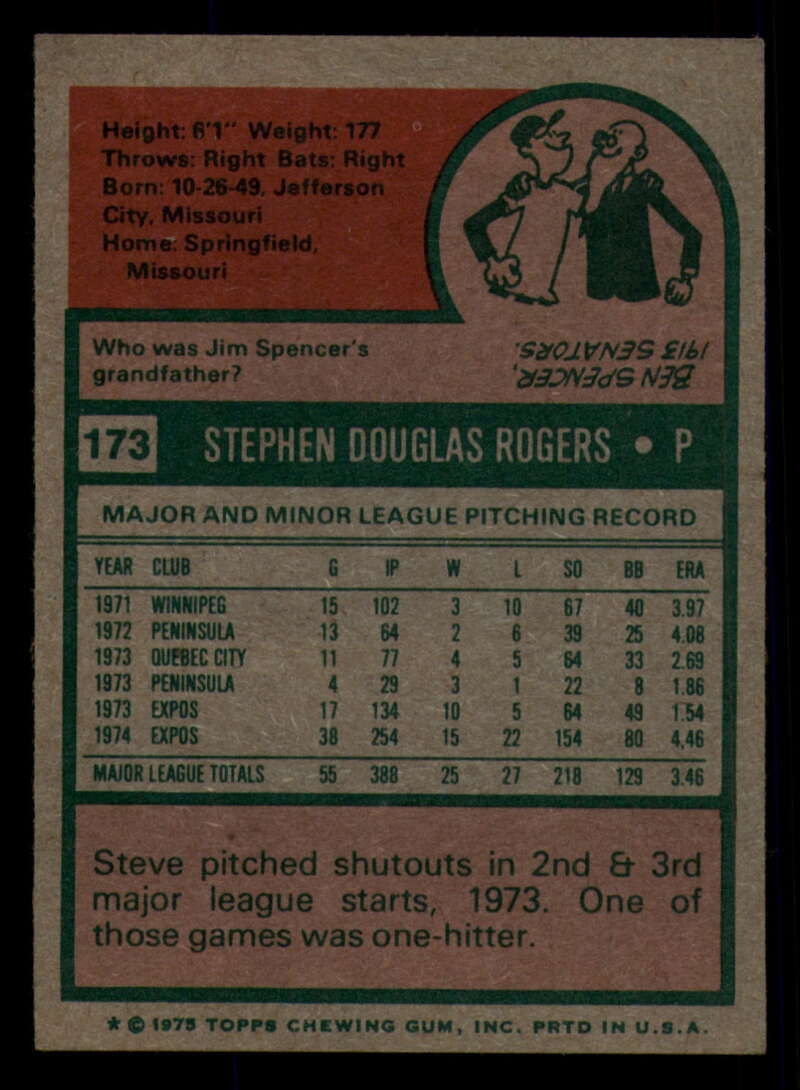 Height: 6'1" Weight: 177
Throws: Right Bats: Right
Born: 10-26-49, Jefferson
City, Missouri
Home: Springfield,
Missouri
Who was Jim Spencer's
grandfather?
BEN SPENCER,
1913 SENATORS.
173 STEPHEN DOUGLAS ROGERS • P
MAJOR AND MINOR LEAGUE PITCHING RECORD
YEAR CLUB G IP W L SO BB ERA
1971 WINNIPEG 15 102 3 10 67 40 3.97
1972 PENINSULA 13 64 2 6 39 25 4.08
1973 QUEBEC CITY 11 77 4 5 64 33 2.69
1973 PENINSULA 4 29 3 1 22 8 1.86
1973 EXPOS 17 134 10 5 64 49 1.54
1974 EXPOS 38 254 15 22 154 80 4.46
MAJOR LEAGUE TOTALS 55 388 25 27 218 129 3.46
Steve pitched shutouts in 2nd & 3rd
major league starts, 1973. One of
those games was one-hitter.
* © 1975 TOPPS CHEWING GUM, INC. PRTD IN U.S.A.